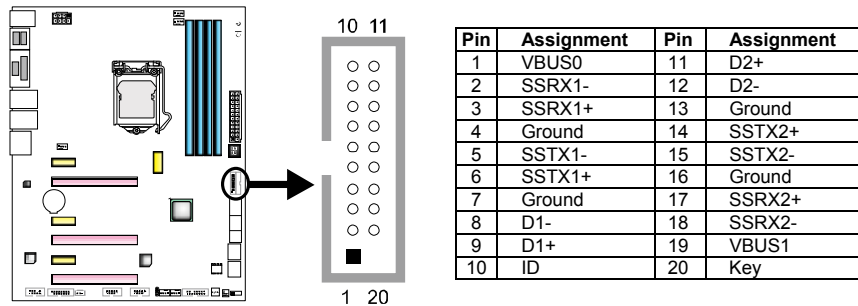 10 11
1 20
Pin Assignment Pin Assignment
1 VBUS0 11 D2+
2 SSRX1- 12 D2-
3 SSRX1+ 13 Ground
4 Ground 14 SSTX2+
5 SSTX1- 15 SSTX2-
6 SSTX1+ 16 Ground
7 Ground 17 SSRX2+
8 D1- 18 SSRX2-
9 D1+ 19 VBUS1
10 ID 20 Key